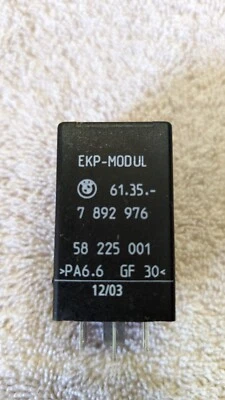 EKP-MODUL
61.35.-
7 892 976
58 225 001
>PA6.6 GF 30<
12/03